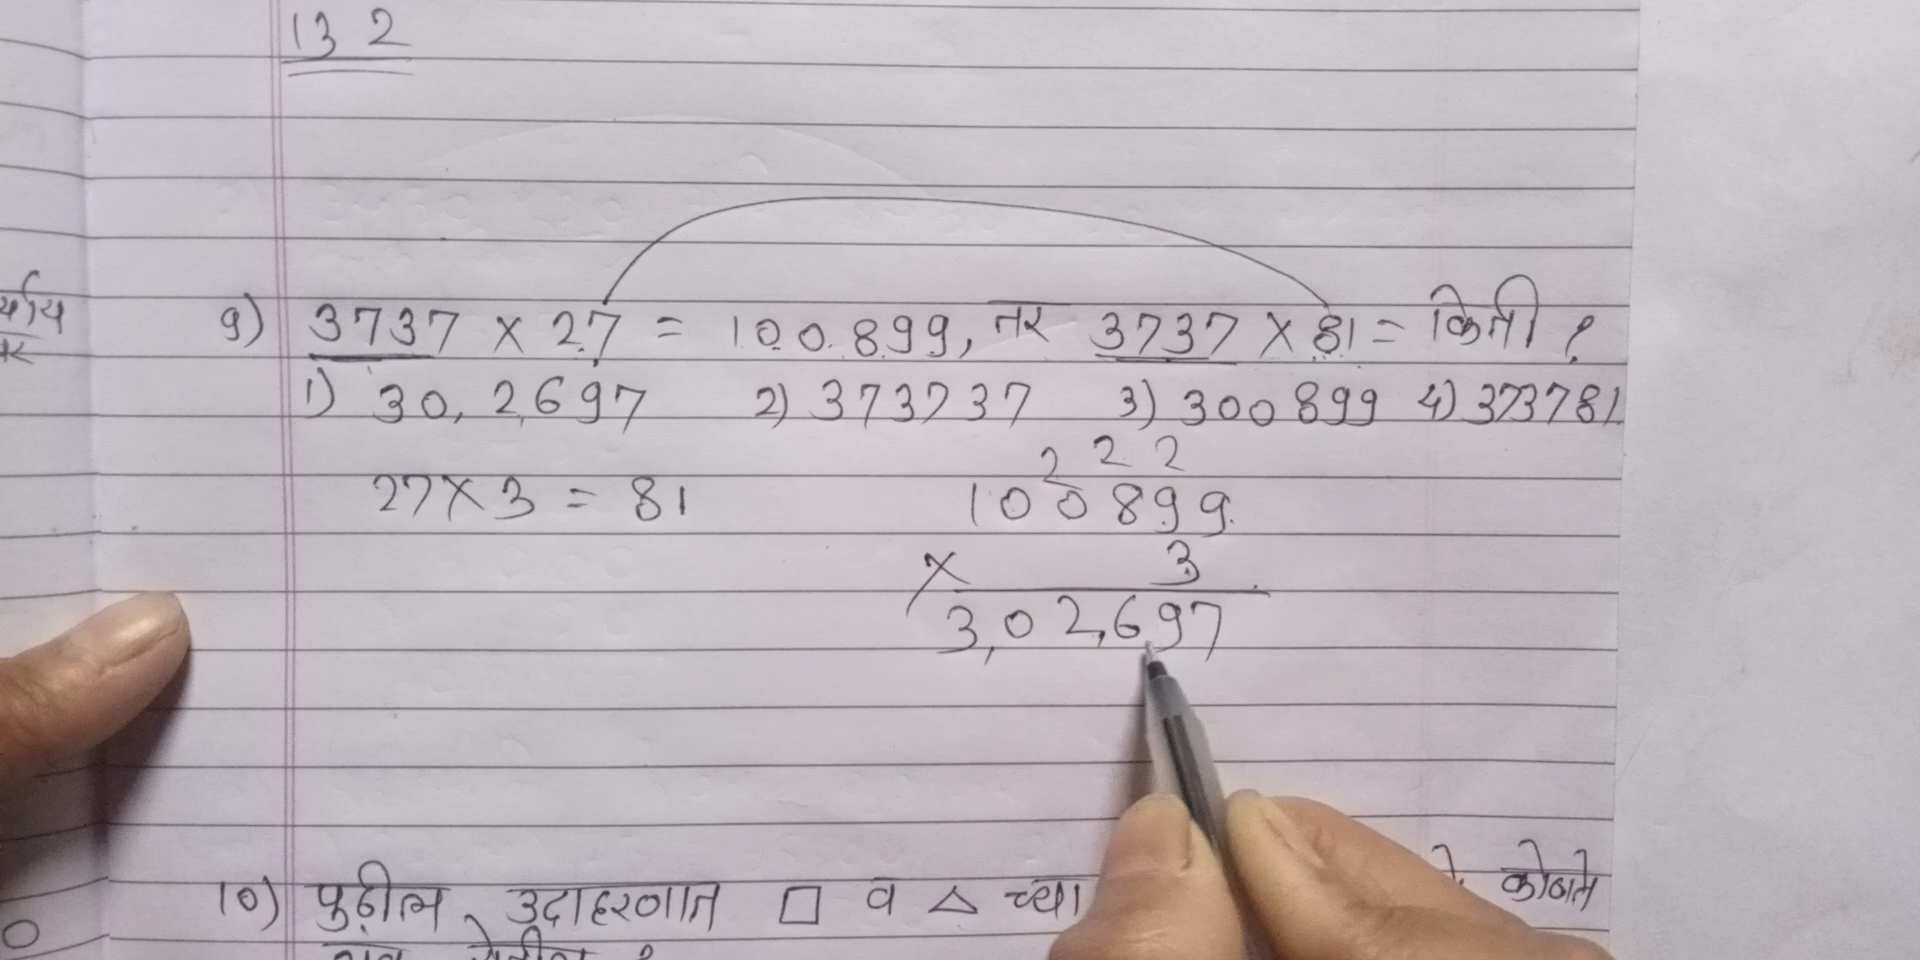 132
9) 3737 × 27 = 100899, तर 3737 × 81 = किती ?
1) 30,2697 2) 373737 3) 300899 4) 373781
27 × 3 = 81
2 2 2
100899
× 3
3,02,697
10) पुढील उदाहरणात □ व △ च्या